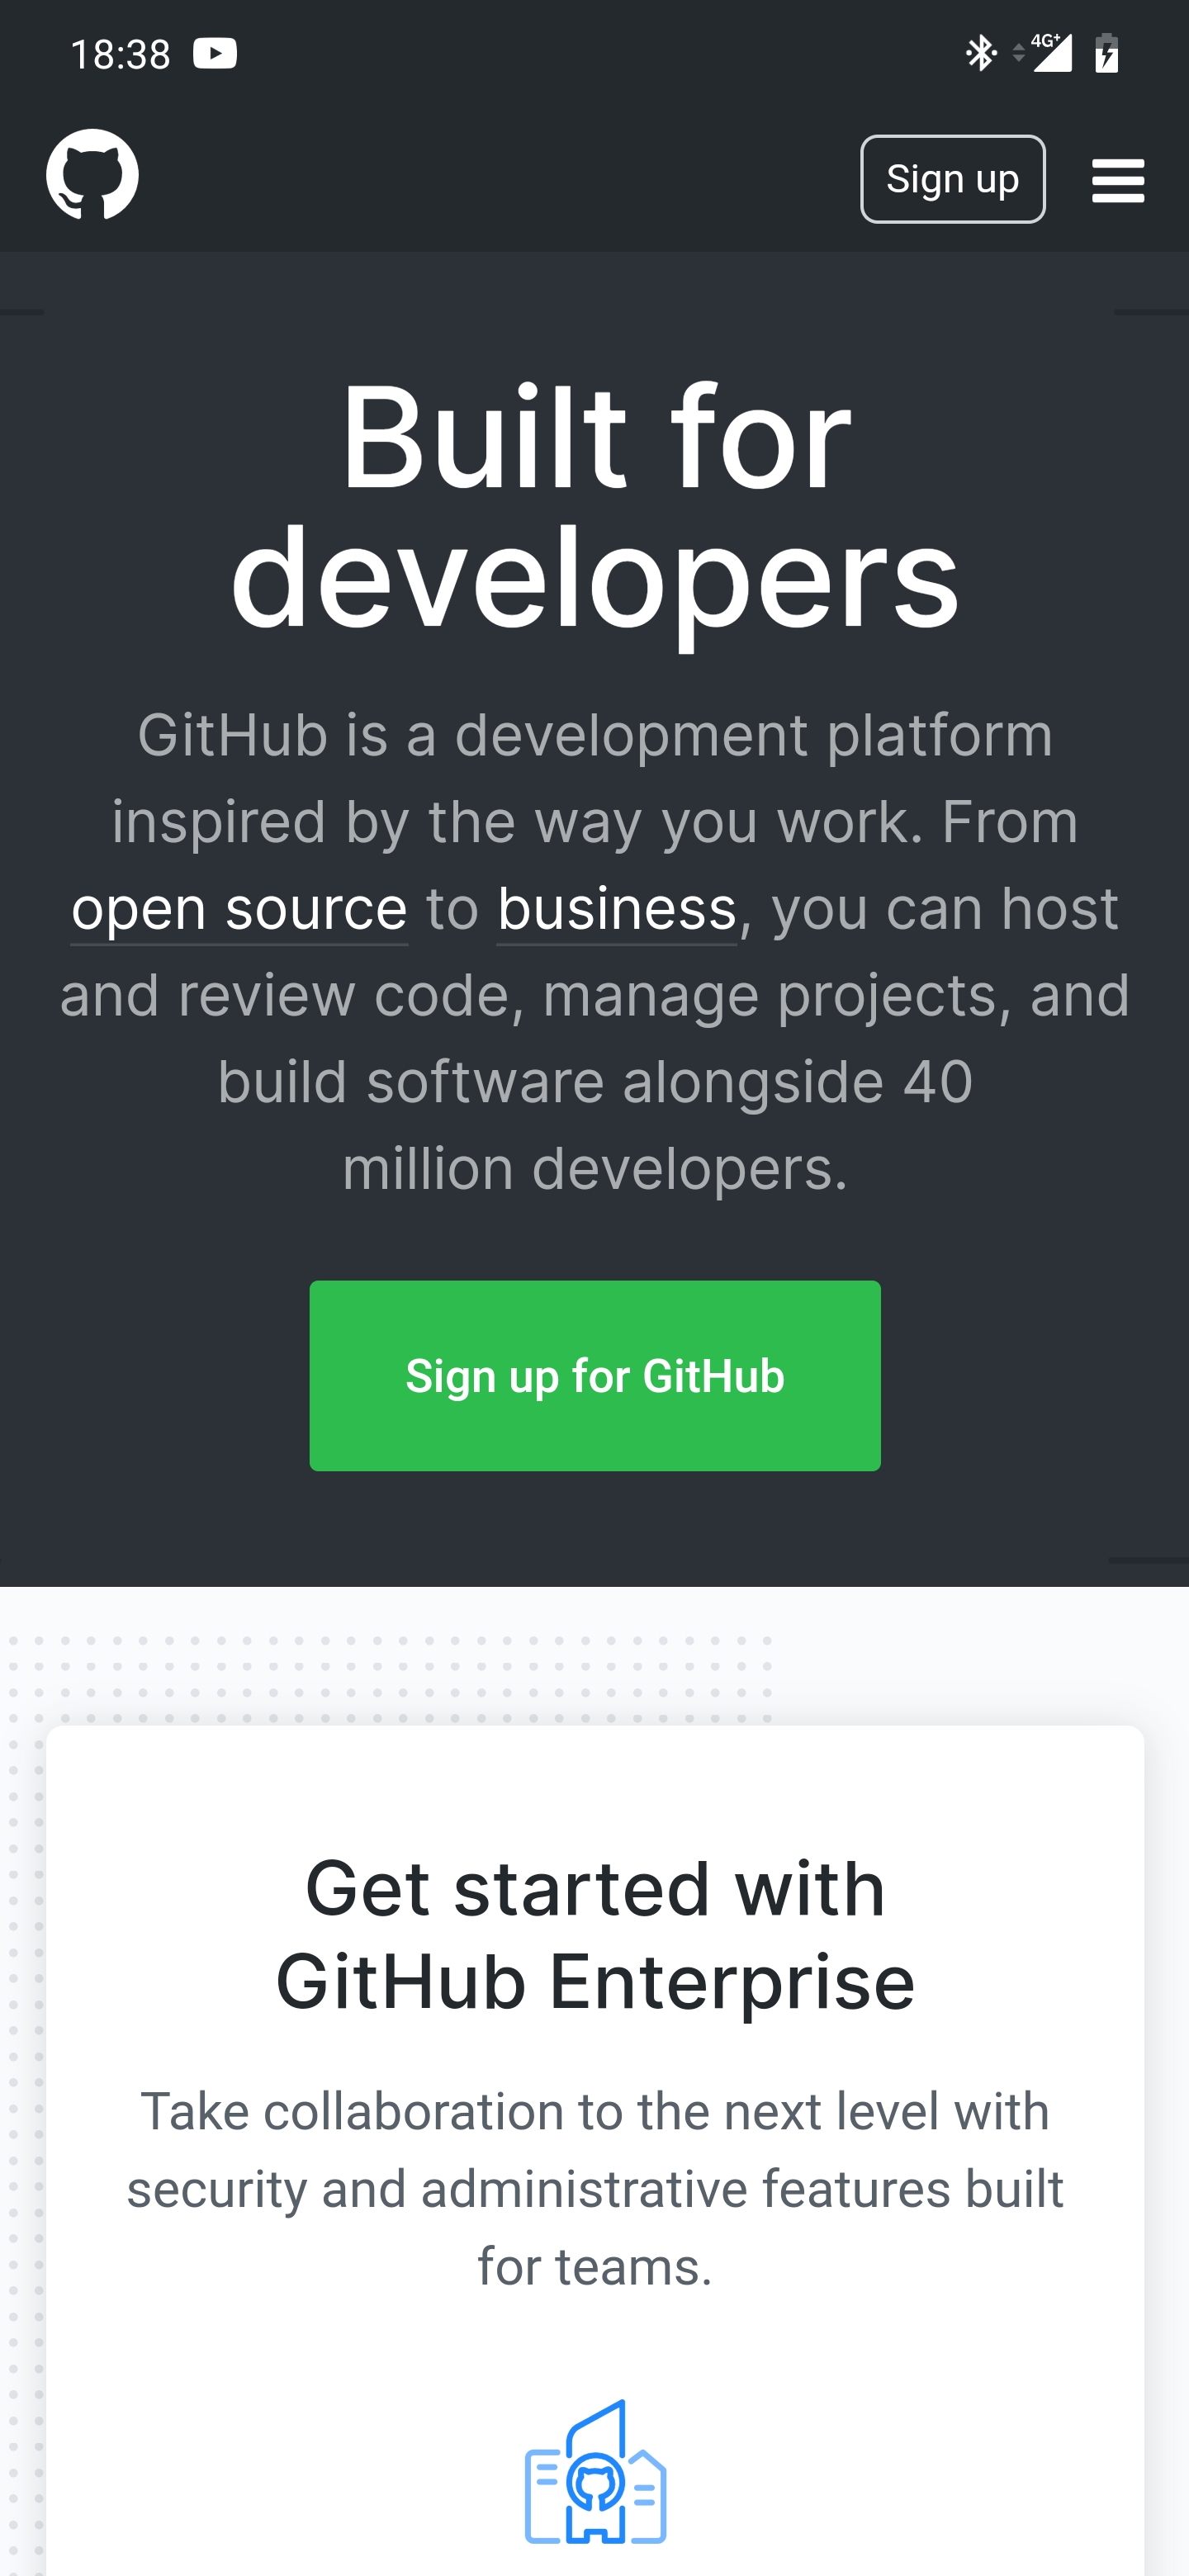 18:38
4G+
Sign up
Built for
developers
GitHub is a development platform
inspired by the way you work. From
open source to business, you can host
and review code, manage projects, and
build software alongside 40
million developers.
Sign up for GitHub
Get started with
GitHub Enterprise
Take collaboration to the next level with
security and administrative features built
for teams.